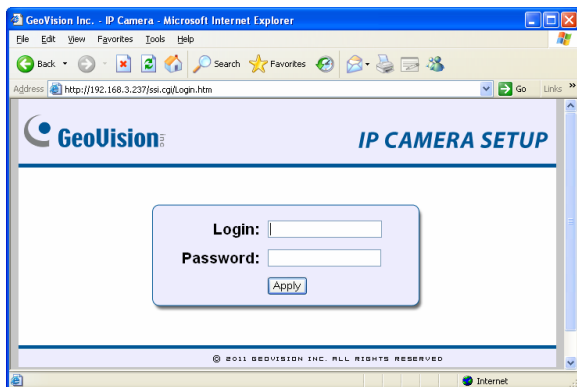 GeoVision Inc. - IP Camera - Microsoft Internet Explorer
File Edit View Favorites Tools Help
Back Search Favorites
Address http://192.168.3.237/ssi.cgi/Login.htm Go Links »
GeoVision Inc IP CAMERA SETUP
Login:
Password:
Apply
© 2011 GEOVISION INC. ALL RIGHTS RESERVED
Internet